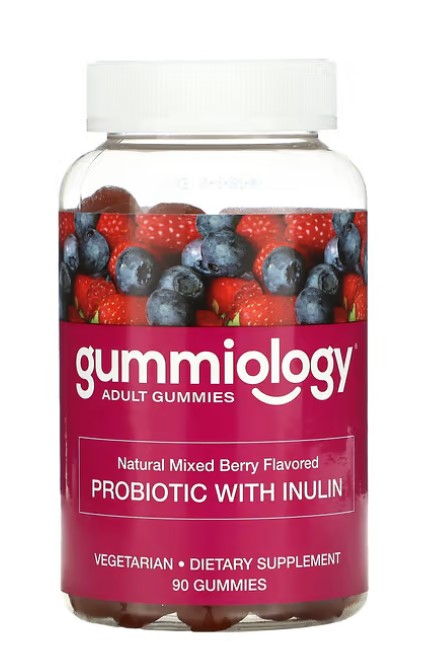 gummiology®
ADULT GUMMIES
Natural Mixed Berry Flavored
PROBIOTIC WITH INULIN
VEGETARIAN • DIETARY SUPPLEMENT
90 GUMMIES